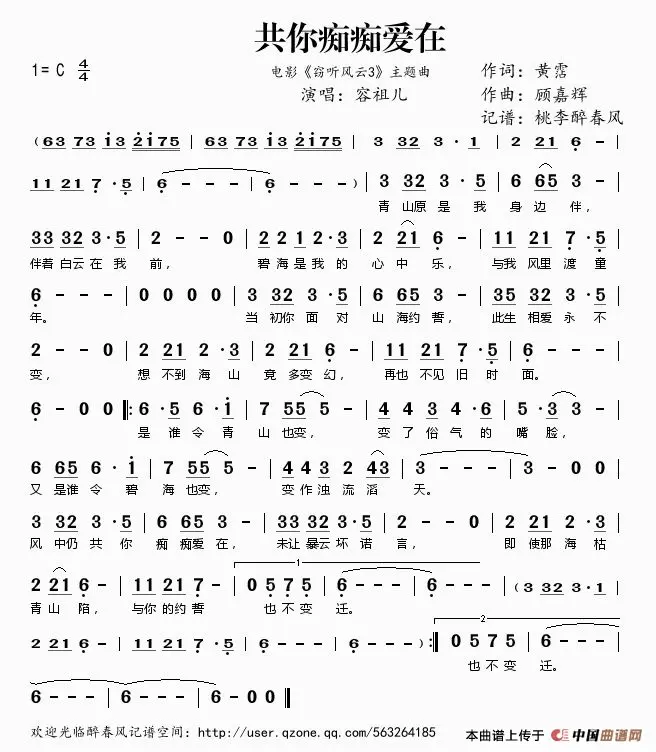 共你痴痴爱在
1= C 4/4
电影《窃听风云3》主题曲
作词：黄霑
演唱：容祖儿
作曲：顾嘉辉
记谱：桃李醉春风
(63 73 13 2175 | 63 73 13 2175 | 3 32 3·1 | 2 21 6 - |
11 21 7·5 | 6 - - - | 6 - - - ) | 3 32 3·5 | 6 65 3 - |
青山原是我 身边伴，
33 32 3·5 | 2 - - 0 | 2 2 1 2·3 | 2 21 6 - | 11 21 7·5 |
伴着白云在我 前， 碧海是我的 心中乐， 与我风里渡童
6 - - - | 0 0 0 0 | 3 32 3·5 | 6 65 3 - | 35 32 3·5 |
年。 当初你面对 山海约誓， 此生相爱永不
2 - - 0 | 2 21 2·3 | 2 21 6 - | 11 21 7·5 | 6 - - - |
变， 想不到海山 竟多变幻， 再也不见旧时 面。
6 - 0 0 |: 6·5 6·1 | 7 55 5 - | 4 4 3 4·6 | 5·3 3 - |
是谁令青 山也变， 变了俗气的 嘴脸，
6 65 6·1 | 7 55 5 - | 44 43 2 43 | 3 - - - | 3 - 0 0 |
又是谁令碧 海也变， 变作浊流滔 天。
3 32 3·5 | 6 65 3 - | 33 32 3·5 | 2 - - 0 | 2 21 2·3 |
风中仍共你 痴痴爱在， 未让暴云坏诺 言， 即使那海枯
2 21 6 - | 11 21 7·5 | 0 5 7 5 | 6 - - - | 6 - - - | (3 32 3·1 |
1
青山陷， 与你的约誓 也不变 迁。
2 21 6 - | 11 21 7·5 | 6 - - - | 6 - - - ) :| 0 5 7 5 | 6 - - - |
2
也不变 迁。
6 - - - | 6 - - - | 6 - 0 0 ||
欢迎光临醉春风记谱空间：http://user.qzone.qq.com/563264185
本本曲谱上传于 中国曲谱网